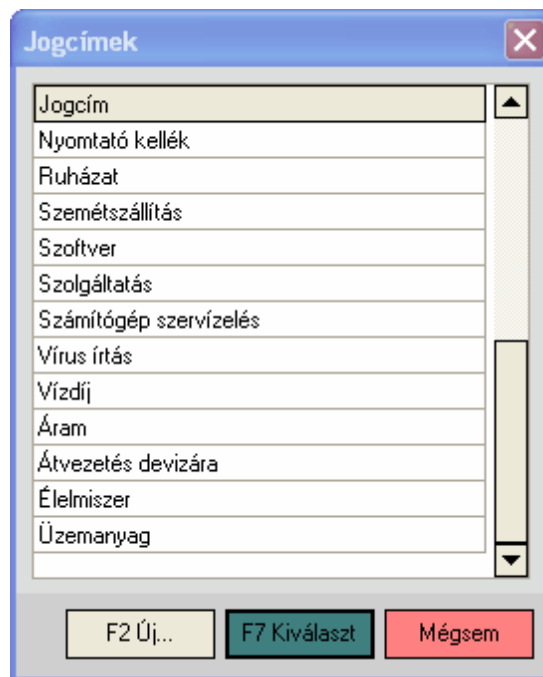 Jogcímek
Jogcím
Nyomtató kellék
Ruházat
Szemétszállítás
Szoftver
Szolgáltatás
Számítógép szervízelés
Vírus írtás
Vízdíj
Áram
Átvezetés devizára
Élelmiszer
Üzemanyag
F2 Új... F7 Kiválaszt Mégsem